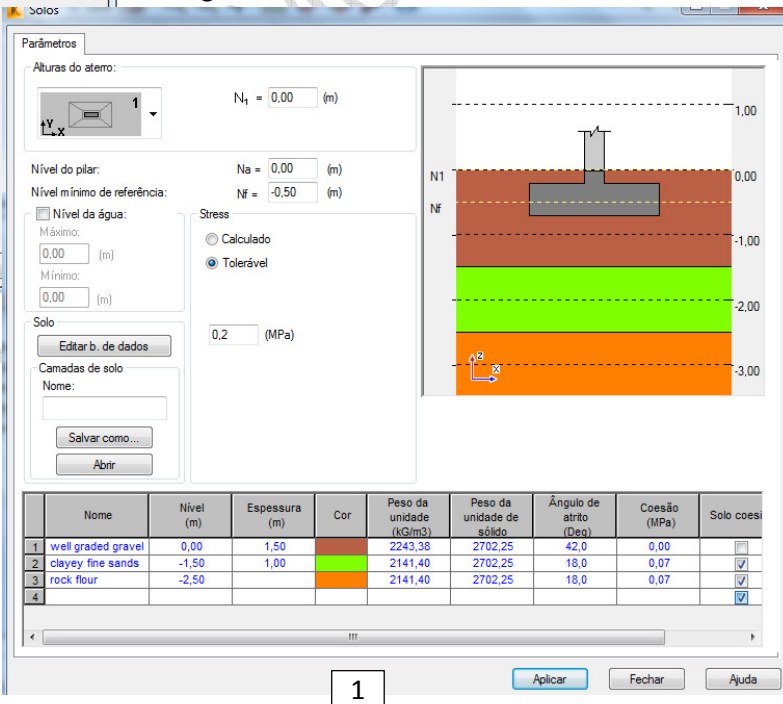 Solos
Parâmetros
Alturas do aterro:
1
Y
X
N1 = 0,00 (m)
Nível do pilar: Na = 0,00 (m)
Nível mínimo de referência: Nf = -0,50 (m)
Nível da água:
Máximo:
0,00 (m)
Mínimo:
0,00 (m)
Stress
Calculado
Tolerável
0,2 (MPa)
Solo
Editar b. de dados
Camadas de solo
Nome:
Salvar como...
Abrir
1,00
N1 0,00
Nf
-1,00
-2,00
z
x
-3,00
Nome Nível (m) Espessura (m) Cor Peso da unidade (kG/m3) Peso da unidade de sólido Ângulo de atrito (Deg) Coesão (MPa) Solo coesi
1 well graded gravel 0,00 1,50 2243,38 2702,25 42,0 0,00
2 clayey fine sands -1,50 1,00 2141,40 2702,25 18,0 0,07
3 rock flour -2,50 2141,40 2702,25 18,0 0,07
4
Aplicar Fechar Ajuda
1